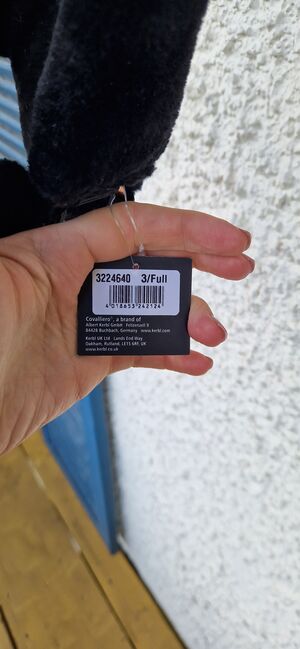 3224640 3/Full
4 018653 242124
Covalliero®, a brand of
Albert Kerbl GmbH Felizenzell 9
84428 Buchbach, Germany www.kerbl.com
Kerbl UK Ltd Lands End Way
Oakham, Rutland, LE15 6RF, UK
www.kerbl.co.uk